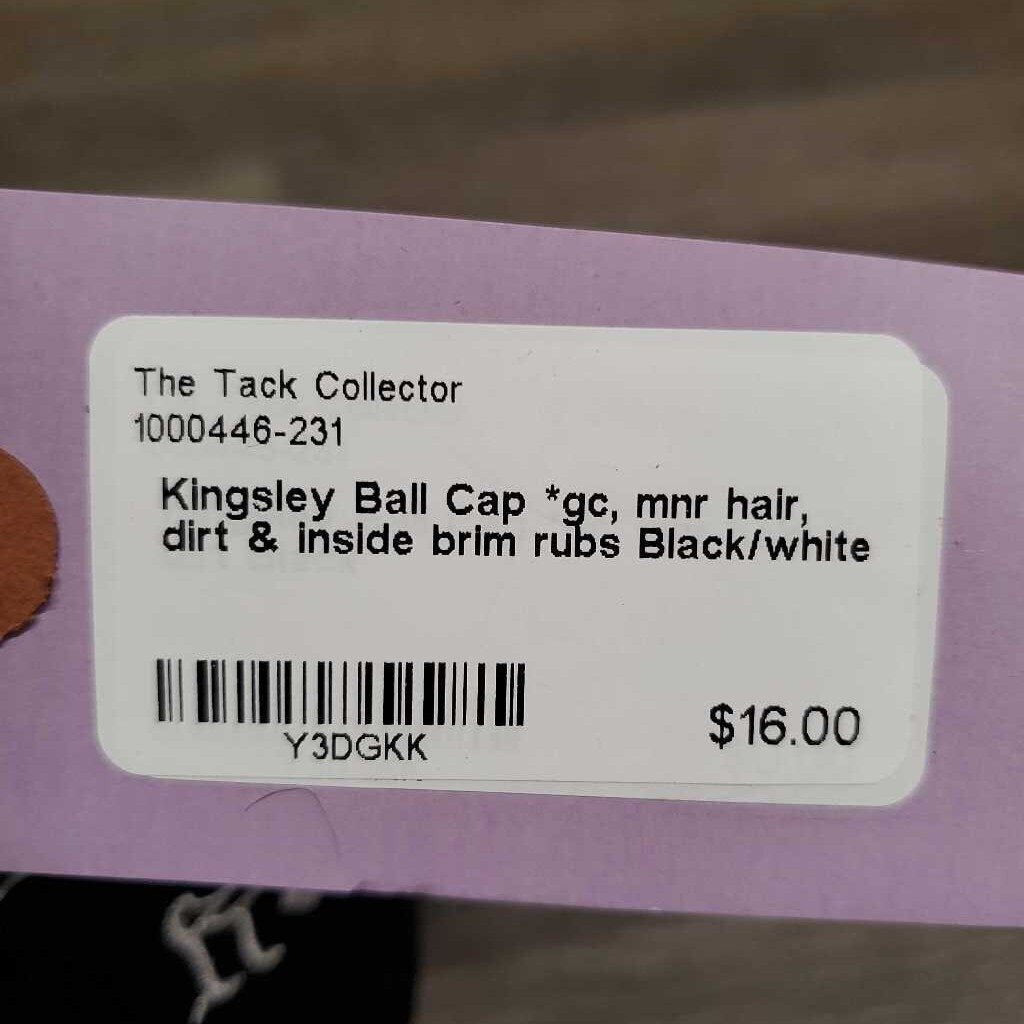 The Tack Collector
1000446-231
Kingsley Ball Cap *gc, mnr hair,
dirt & inside brim rubs Black/white
Y3DGKK
$16.00